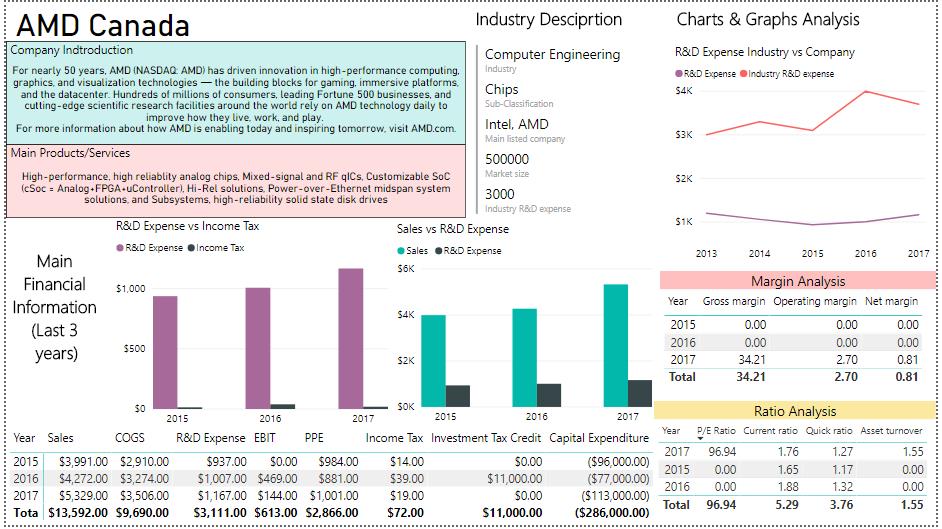 AMD Canada
Company Indtroduction
For nearly 50 years, AMD (NASDAQ: AMD) has driven innovation in high-performance computing,
graphics, and visualization technologies — the building blocks for gaming, immersive platforms,
and the datacenter. Hundreds of millions of consumers, leading Fortune 500 businesses, and
cutting-edge scientific research facilities around the world rely on AMD technology daily to
improve how they live, work, and play.
For more information about how AMD is enabling today and inspiring tomorrow, visit AMD.com.
Main Products/Services
High-performance, high reliablity analog chips, Mixed-signal and RF qICs, Customizable SoC
(cSoc = Analog+FPGA+uController), Hi-Rel solutions, Power-over-Ethernet midspan system
solutions, and Subsystems, high-reliability solid state disk drives
Industry Desciprtion
Computer Engineering
Industry
Chips
Sub-Classification
Intel, AMD
Main listed company
500000
Market size
3000
Industry R&D expense
Charts & Graphs Analysis
R&D Expense Industry vs Company
R&D Expense Industry R&D expense
$4K
$3K
$2K
$1K
2013 2014 2015 2016 2017
Main
Financial
Information
(Last 3
years)
R&D Expense vs Income Tax
R&D Expense Income Tax
$1,000
$500
$0
2015 2016 2017
Sales vs R&D Expense
Sales R&D Expense
$6K
$4K
$2K
$0K
2015 2016 2017
Margin Analysis
Year Gross margin Operating margin Net margin
2015 0.00 0.00 0.00
2016 0.00 0.00 0.00
2017 34.21 2.70 0.81
Total 34.21 2.70 0.81
Ratio Analysis
Year P/E Ratio Current ratio Quick ratio Asset turnover
2017 96.94 1.76 1.27 1.55
2015 0.00 1.65 1.17 0.00
2016 0.00 1.88 1.32 0.00
Total 96.94 5.29 3.76 1.55
Year Sales COGS R&D Expense EBIT PPE Income Tax Investment Tax Credit Capital Expenditure
2015 $3,991.00 $2,910.00 $937.00 $0.00 $984.00 $14.00 $0.00 ($96,000.00)
2016 $4,272.00 $3,274.00 $1,007.00 $469.00 $881.00 $39.00 $11,000.00 ($77,000.00)
2017 $5,329.00 $3,506.00 $1,167.00 $144.00 $1,001.00 $19.00 $0.00 ($113,000.00)
Tota $13,592.00 $9,690.00 $3,111.00 $613.00 $2,866.00 $72.00 $11,000.00 ($286,000.00)